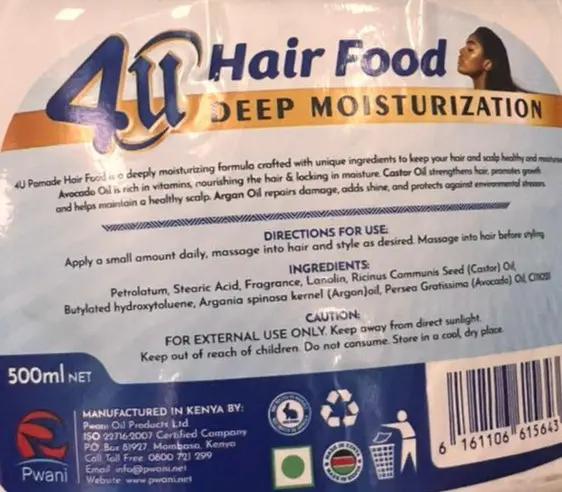 4U Hair Food
DEEP MOISTURIZATION
4U Pomade Hair Food is a deeply moisturizing formula crafted with unique ingredients to keep your hair and scalp healthy and
Avocado Oil is rich in vitamins, nourishing the hair & locking in moisture. Castor Oil strengthens hair, promotes growth
and helps maintain a healthy scalp. Argan Oil repairs damage, adds shine, and protects against environmental stressors.
DIRECTIONS FOR USE:
Apply a small amount daily, massage into hair and style as desired. Massage into hair before styling
INGREDIENTS:
Petrolatum, Stearic Acid, Fragrance, Lanolin, Ricinus Communis Seed (Castor) Oil,
Butylated hydroxytoluene, Argania spinosa kernel (Argan)oil, Persea Gratissima (Avocado) Oil,
CAUTION:
FOR EXTERNAL USE ONLY. Keep away from direct sunlight.
Keep out of reach of children. Do not consume. Store in a cool, dry place.
500ml NET
MANUFACTURED IN KENYA BY:
Pwani Oil Products Ltd
ISO 22716:2007 Certified Company
P.O. Box 81927, Mombasa, Kenya
Call Toll Free 0800 721 299
Email info@pwani.net
Website www.pwani.net
Pwani
6 161106 615643